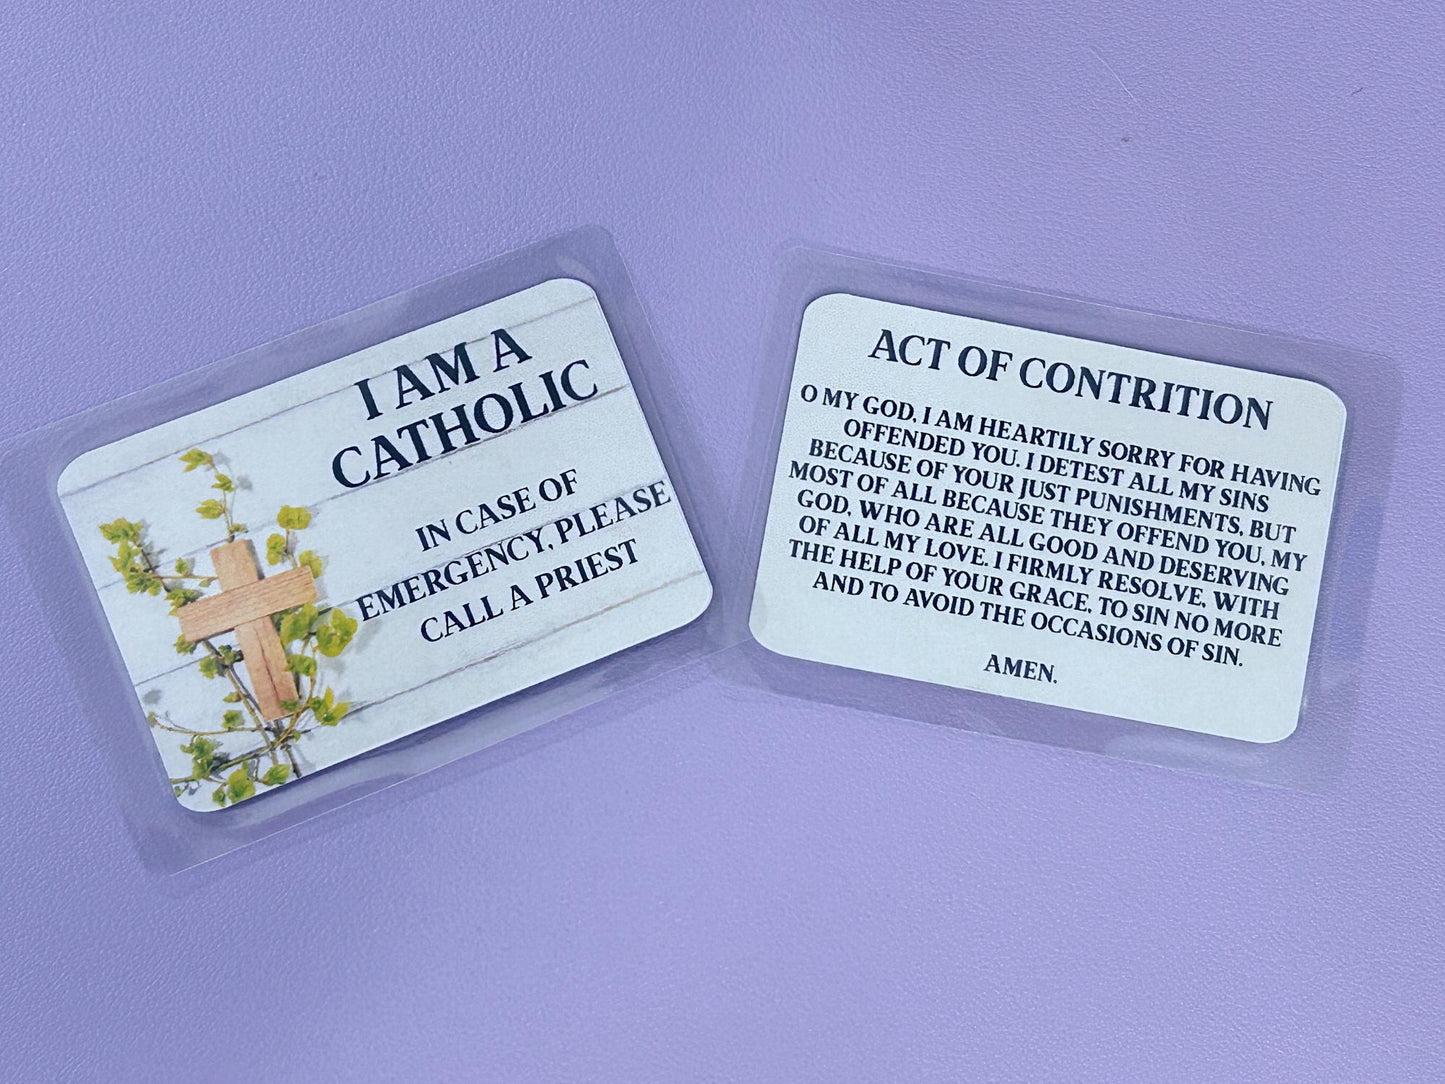 I AM A
CATHOLIC
IN CASE OF
EMERGENCY, PLEASE
CALL A PRIEST
ACT OF CONTRITION
O MY GOD, I AM HEARTILY SORRY FOR HAVING
OFFENDED YOU. I DETEST ALL MY SINS
BECAUSE OF YOUR JUST PUNISHMENTS, BUT
MOST OF ALL BECAUSE THEY OFFEND YOU, MY
GOD, WHO ARE ALL GOOD AND DESERVING
OF ALL MY LOVE. I FIRMLY RESOLVE, WITH
THE HELP OF YOUR GRACE, TO SIN NO MORE
AND TO AVOID THE OCCASIONS OF SIN.
AMEN.